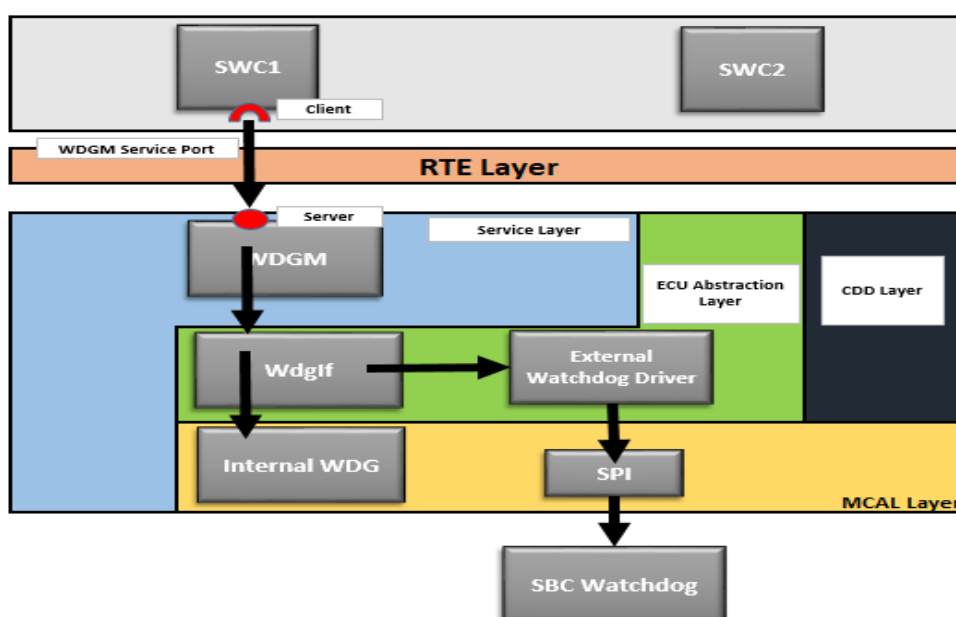 SWC1
SWC2
Client
WDGM Service Port
RTE Layer
Server
Service Layer
WDGM
ECU Abstraction
Layer
CDD Layer
WdgIf
External
Watchdog Driver
Internal WDG
SPI
MCAL Layer
SBC Watchdog